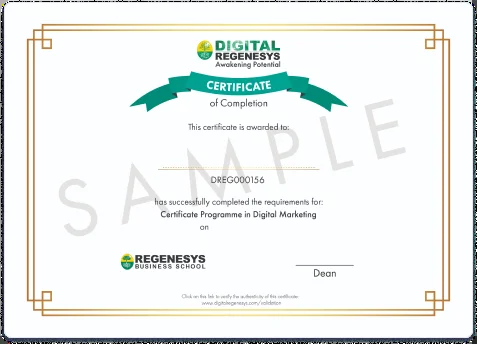 DIGITAL
REGENESYS
Awakening Potential
CERTIFICATE
of Completion
This certificate is awarded to:
SAMPLE
DREG000156
has successfully completed the requirements for:
Certificate Programme in Digital Marketing
on
REGENESYS
BUSINESS SCHOOL
Dean
Click on this link to verify the authenticity of this certificate:
www.digitalregenesys.com/validation